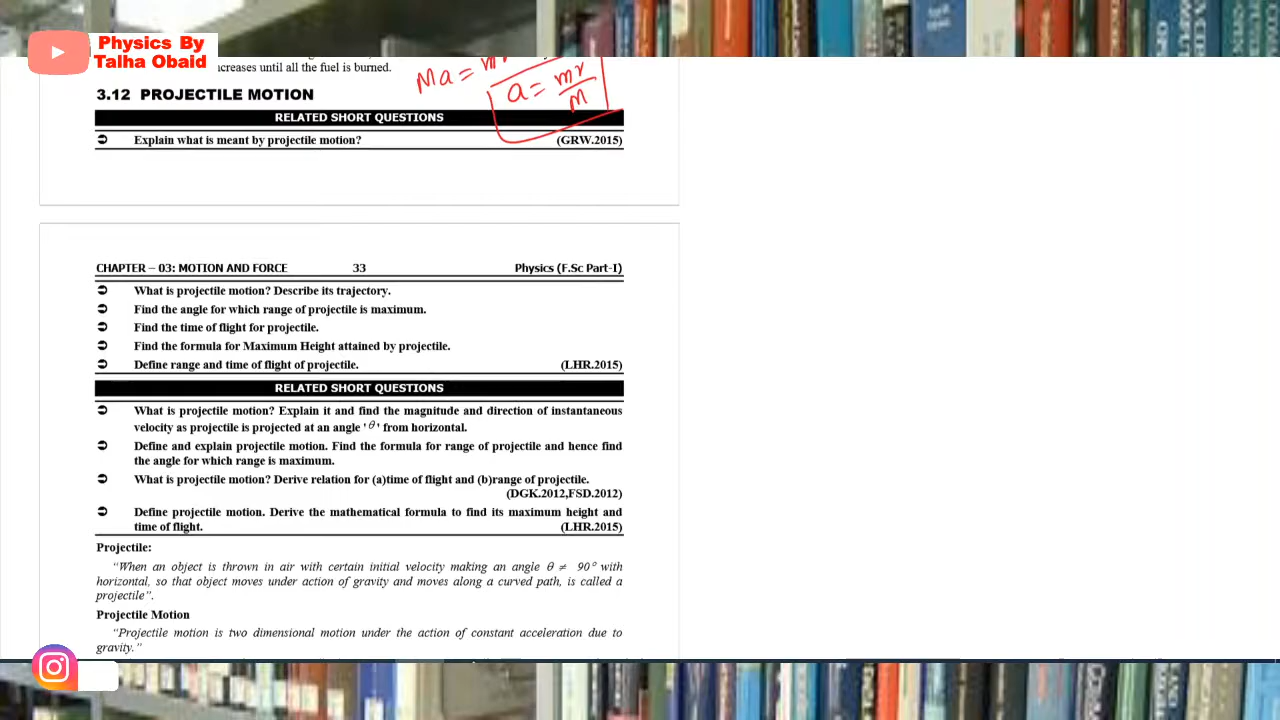 Physics By
Talha Obaid
creases until all the fuel is burned.
Ma = m
a = mv/M
3.12 PROJECTILE MOTION
RELATED SHORT QUESTIONS
➲ Explain what is meant by projectile motion? (GRW.2015)
CHAPTER – 03: MOTION AND FORCE 33 Physics (F.Sc Part-I)
➲ What is projectile motion? Describe its trajectory.
➲ Find the angle for which range of projectile is maximum.
➲ Find the time of flight for projectile.
➲ Find the formula for Maximum Height attained by projectile.
➲ Define range and time of flight of projectile. (LHR.2015)
RELATED SHORT QUESTIONS
➲ What is projectile motion? Explain it and find the magnitude and direction of instantaneous
velocity as projectile is projected at an angle 'θ' from horizontal.
➲ Define and explain projectile motion. Find the formula for range of projectile and hence find
the angle for which range is maximum.
➲ What is projectile motion? Derive relation for (a)time of flight and (b)range of projectile.
(DGK.2012,FSD.2012)
➲ Define projectile motion. Derive the mathematical formula to find its maximum height and
time of flight. (LHR.2015)
Projectile:
“When an object is thrown in air with certain initial velocity making an angle θ ≠ 90° with
horizontal, so that object moves under action of gravity and moves along a curved path, is called a
projectile”.
Projectile Motion
“Projectile motion is two dimensional motion under the action of constant acceleration due to
gravity.”